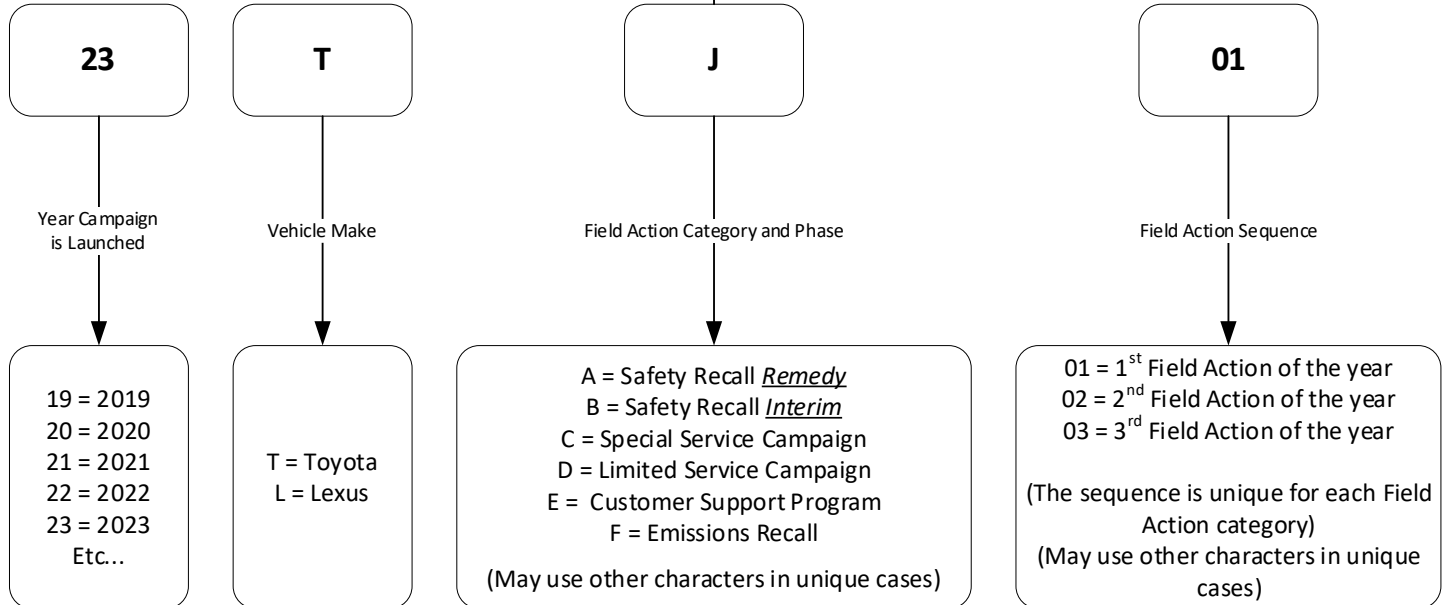 23
T
J
01
Year Campaign
is Launched
Vehicle Make
Field Action Category and Phase
Field Action Sequence
19 = 2019
20 = 2020
21 = 2021
22 = 2022
23 = 2023
Etc...
T = Toyota
L = Lexus
A = Safety Recall Remedy
B = Safety Recall Interim
C = Special Service Campaign
D = Limited Service Campaign
E =  Customer Support Program
F = Emissions Recall
(May use other characters in unique cases)
01 = 1st Field Action of the year
02 = 2nd Field Action of the year
03 = 3rd Field Action of the year
(The sequence is unique for each Field
Action category)
(May use other characters in unique
cases)